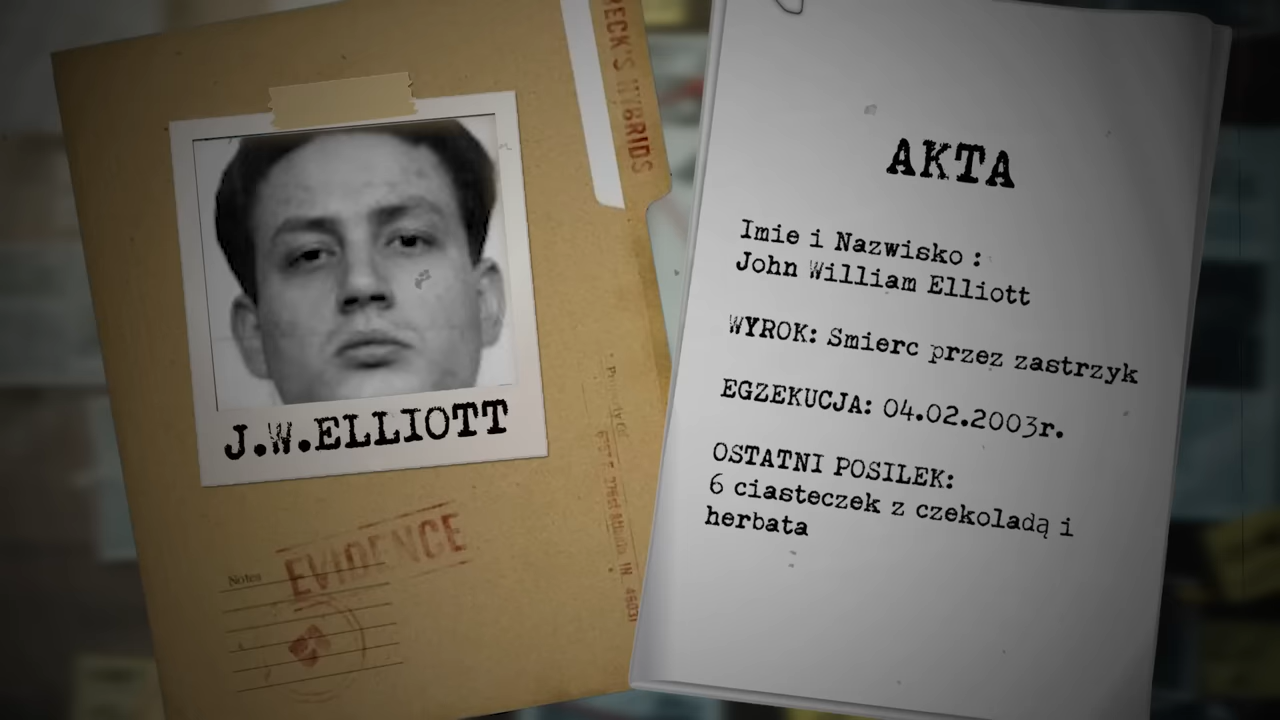 J.W.ELLIOTT
EVIDENCE
Notes
AKTA
Imie i Nazwisko :
John William Elliott
WYROK: Smierc przez zastrzyk
EGZEKUCJA: 04.02.2003r.
OSTATNI POSILEK:
6 ciasteczek z czekoladą i
herbata